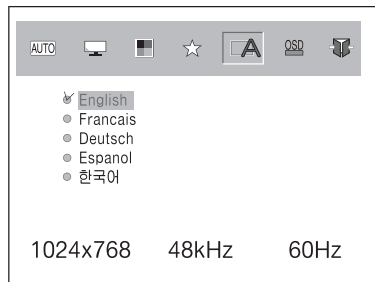 AUTO A OSD
English
Francais
Deutsch
Espanol
한국어
1024x768 48kHz 60Hz